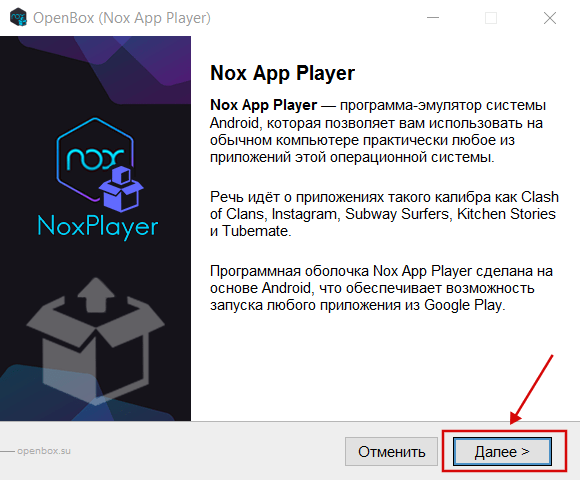 OpenBox (Nox App Player)
nox
NoxPlayer
Nox App Player
Nox App Player — программа-эмулятор системы
Android, которая позволяет вам использовать на
обычном компьютере практически любое из
приложений этой операционной системы.
Речь идёт о приложениях такого калибра как Clash
of Clans, Instagram, Subway Surfers, Kitchen Stories
и Tubemate.
Программная оболочка Nox App Player сделана на
основе Android, что обеспечивает возможность
запуска любого приложения из Google Play.
openbox.su
Отменить
Далее >